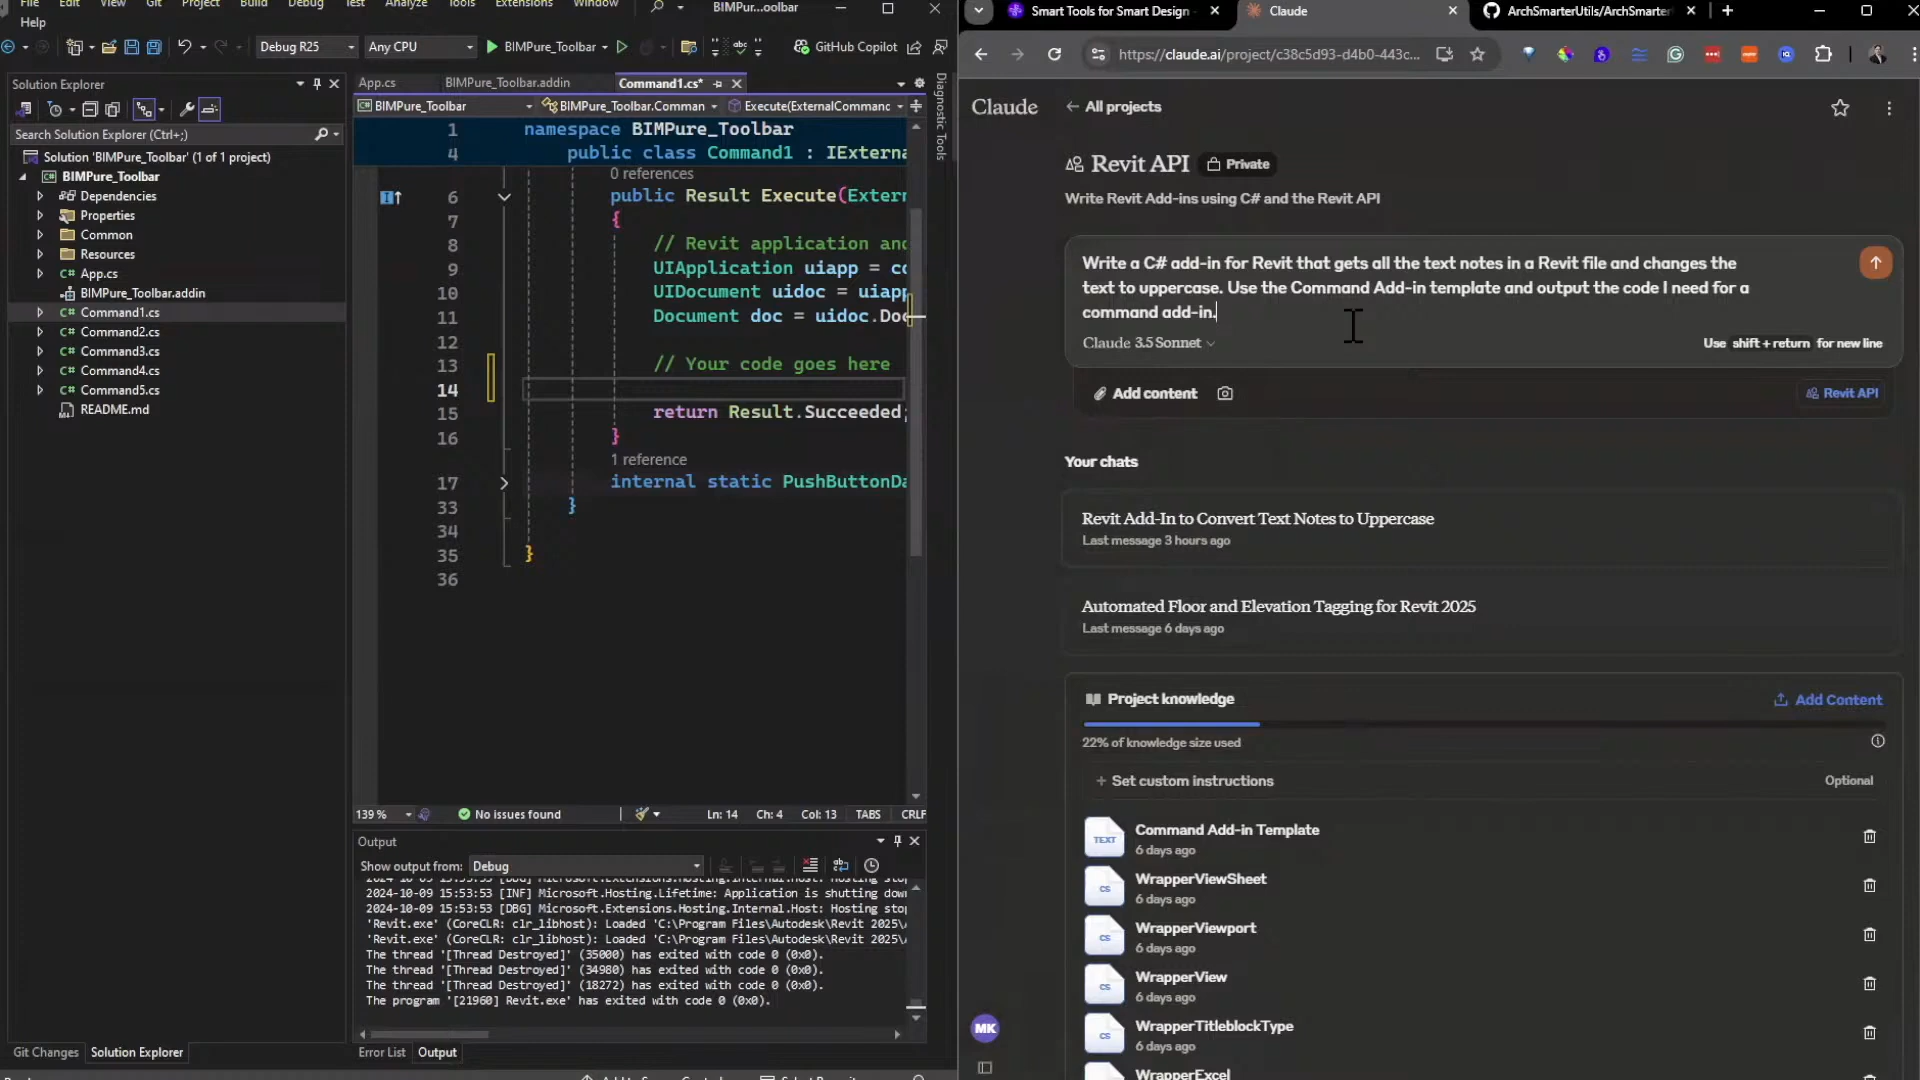 File Edit View Git Project Build Debug Test Analyze Tools Extensions Window
BIMPure...oolbar
Help
Debug R25
Any CPU
BIMPure_Toolbar
GitHub Copilot
Solution Explorer
Search Solution Explorer (Ctrl+;)
Solution 'BIMPure_Toolbar' (1 of 1 project)
BIMPure_Toolbar
Dependencies
Properties
Common
Resources
App.cs
BIMPure_Toolbar.addin
Command1.cs
Command2.cs
Command3.cs
Command4.cs
Command5.cs
README.md
Git Changes
Solution Explorer
App.cs
BIMPure_Toolbar.addin
Command1.cs*
BIMPure_Toolbar
BIMPure_Toolbar.Comman
Execute(ExternalCommanc
Diagnostic Tools
1 namespace BIMPure_Toolbar
4 public class Command1 : IExterna
0 references
6 public Result Execute(Extern
7 {
8 // Revit application and
9 UIApplication uiapp = co
10 UIDocument uidoc = uiapp
11 Document doc = uidoc.Doc
12
13 // Your code goes here
14
15 return Result.Succeeded;
16 }
1 reference
17 internal static PushButtonDa
33 }
34
35 }
36
139 %
No issues found
Ln: 14
Ch: 4
Col: 13
TABS
CRLF
Output
Show output from:
Debug
2024-10-09 15:53:53 [INF] Microsoft.Hosting.Lifetime: Application is shutting dow
2024-10-09 15:53:53 [DBG] Microsoft.Extensions.Hosting.Internal.Host: Hosting stop
'Revit.exe' (CoreCLR: clr_libhost): Loaded 'C:\Program Files\Autodesk\Revit 2025\
'Revit.exe' (CoreCLR: clr_libhost): Loaded 'C:\Program Files\Autodesk\Revit 2025\
The thread '[Thread Destroyed]' (35000) has exited with code 0 (0x0).
The thread '[Thread Destroyed]' (34980) has exited with code 0 (0x0).
The thread '[Thread Destroyed]' (18272) has exited with code 0 (0x0).
The program '[21960] Revit.exe' has exited with code 0 (0x0).
Error List
Output
Smart Tools for Smart Design
Claude
ArchSmarterUtils/ArchSmarter
https://claude.ai/project/c38c5d93-d4b0-443c...
Claude
All projects
Revit API
Private
Write Revit Add-ins using C# and the Revit API
Write a C# add-in for Revit that gets all the text notes in a Revit file and changes the
text to uppercase. Use the Command Add-in template and output the code I need for a
command add-in.
Claude 3.5 Sonnet
Use shift + return for new line
Add content
Revit API
Your chats
Revit Add-In to Convert Text Notes to Uppercase
Last message 3 hours ago
Automated Floor and Elevation Tagging for Revit 2025
Last message 6 days ago
Project knowledge
Add Content
22% of knowledge size used
+ Set custom instructions
Optional
TEXT
Command Add-in Template
6 days ago
CS
WrapperViewSheet
6 days ago
CS
WrapperViewport
6 days ago
CS
WrapperView
6 days ago
CS
WrapperTitleblockType
6 days ago
WrapperExcel
MK